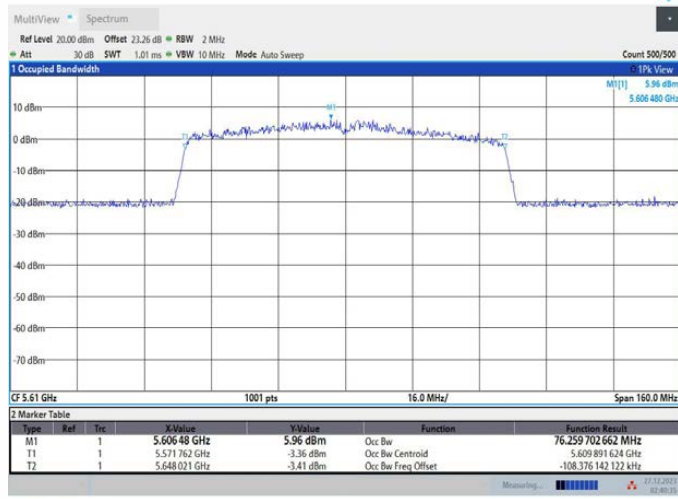 MultiView Spectrum
Ref Level 20.00 dBm Offset 23.26 dB RBW 2 MHz
Att 30 dB SWT 1.01 ms VBW 10 MHz Mode Auto Sweep Count 500/500
1 Occupied Bandwidth 1Pk View
M1[1] 5.96 dBm
5.606 480 GHz
10 dBm
M1
0 dBm
T1 T2
-10 dBm
-20 dBm
-30 dBm
-40 dBm
-50 dBm
-60 dBm
-70 dBm
CF 5.61 GHz 1001 pts 16.0 MHz/ Span 160.0 MHz
2 Marker Table
Type Ref Trc X-Value Y-Value Function Function Result
M1 1 5.606 48 GHz 5.96 dBm Occ Bw 76.259 702 662 MHz
T1 1 5.571 762 GHz -3.36 dBm Occ Bw Centroid 5.609 891 624 GHz
T2 1 5.648 021 GHz -3.41 dBm Occ Bw Freq Offset -108.376 142 122 kHz
Measuring... 27.12.2023
02:40:35